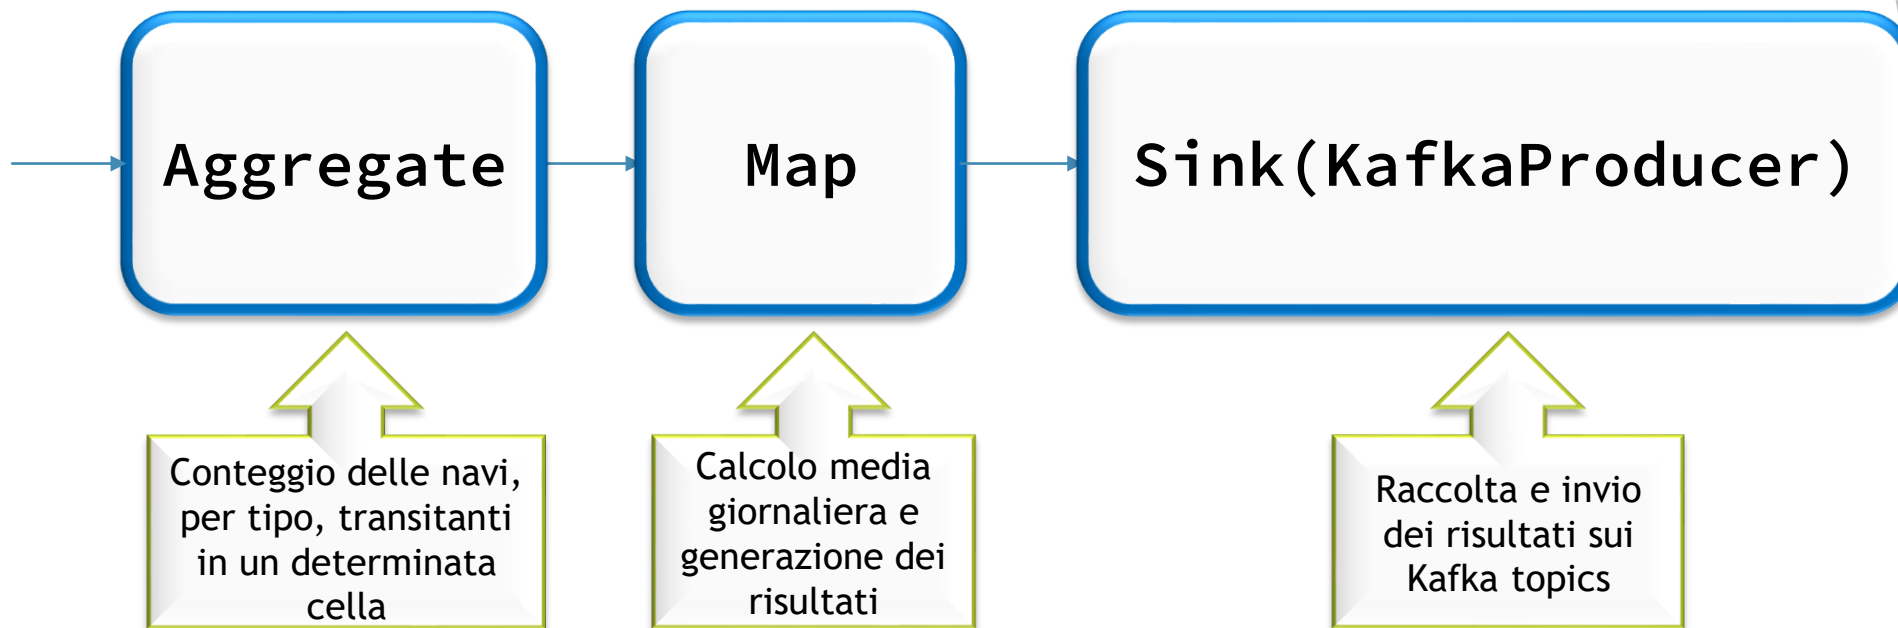 Aggregate
Map
Sink(KafkaProducer)
Conteggio delle navi,
per tipo, transitanti
in un determinata
cella
Calcolo media
giornaliera e
generazione dei
risultati
Raccolta e invio
dei risultati sui
Kafka topics